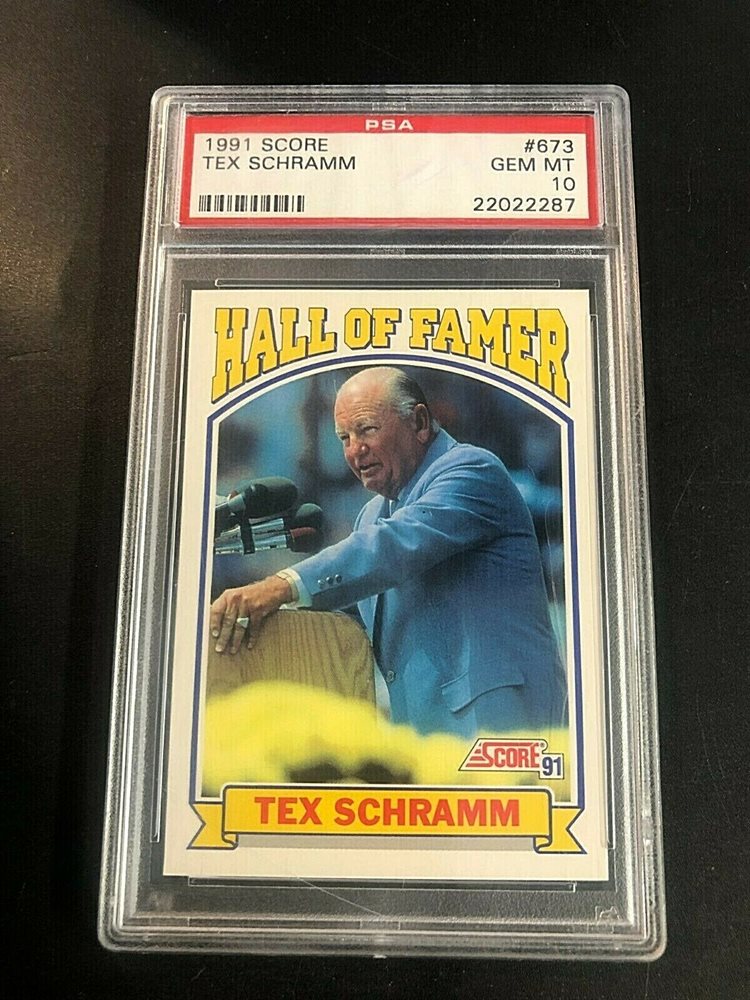 PSA
1991 SCORE #673
TEX SCHRAMM GEM MT
10
22022287
HALL OF FAMER
SCORE® 91
TEX SCHRAMM